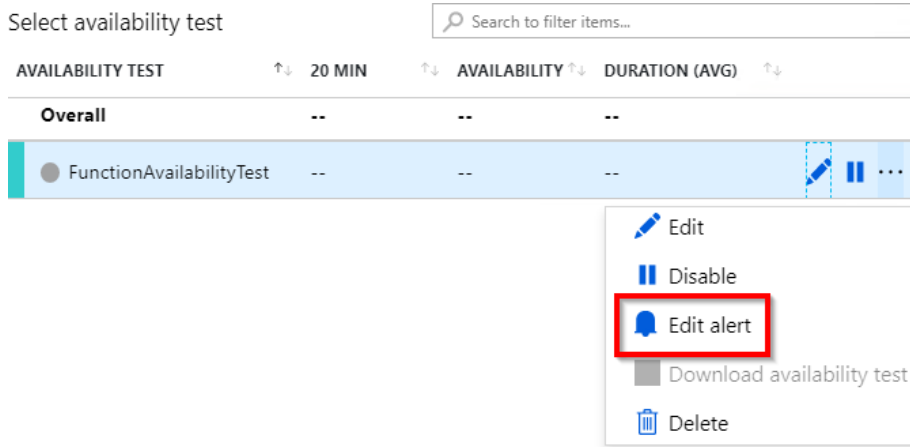 Select availability test
Search to filter items...
AVAILABILITY TEST 20 MIN AVAILABILITY DURATION (AVG)
Overall -- -- --
FunctionAvailabilityTest -- -- --
Edit
Disable
Edit alert
Download availability test
Delete